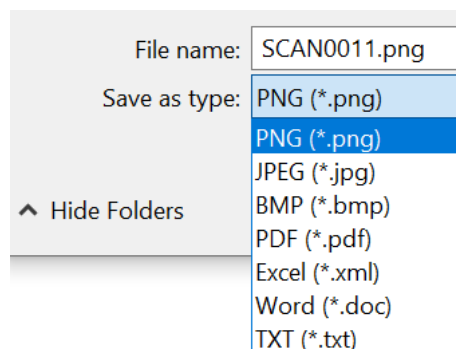 File name: SCAN0011.png
Save as type: PNG (*.png)
PNG (*.png)
JPEG (*.jpg)
BMP (*.bmp)
Hide Folders
PDF (*.pdf)
Excel (*.xml)
Word (*.doc)
TXT (*.txt)